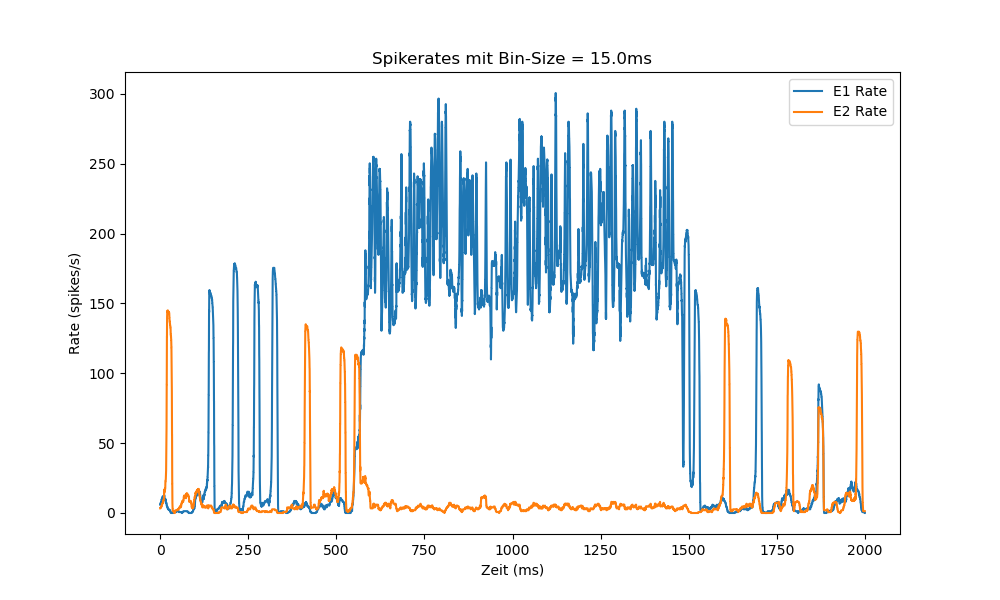 Spikerates mit Bin-Size = 15.0ms
E1 Rate
E2 Rate
Rate (spikes/s)
300
250
200
150
100
50
0
0 250 500 750 1000 1250 1500 1750 2000
Zeit (ms)